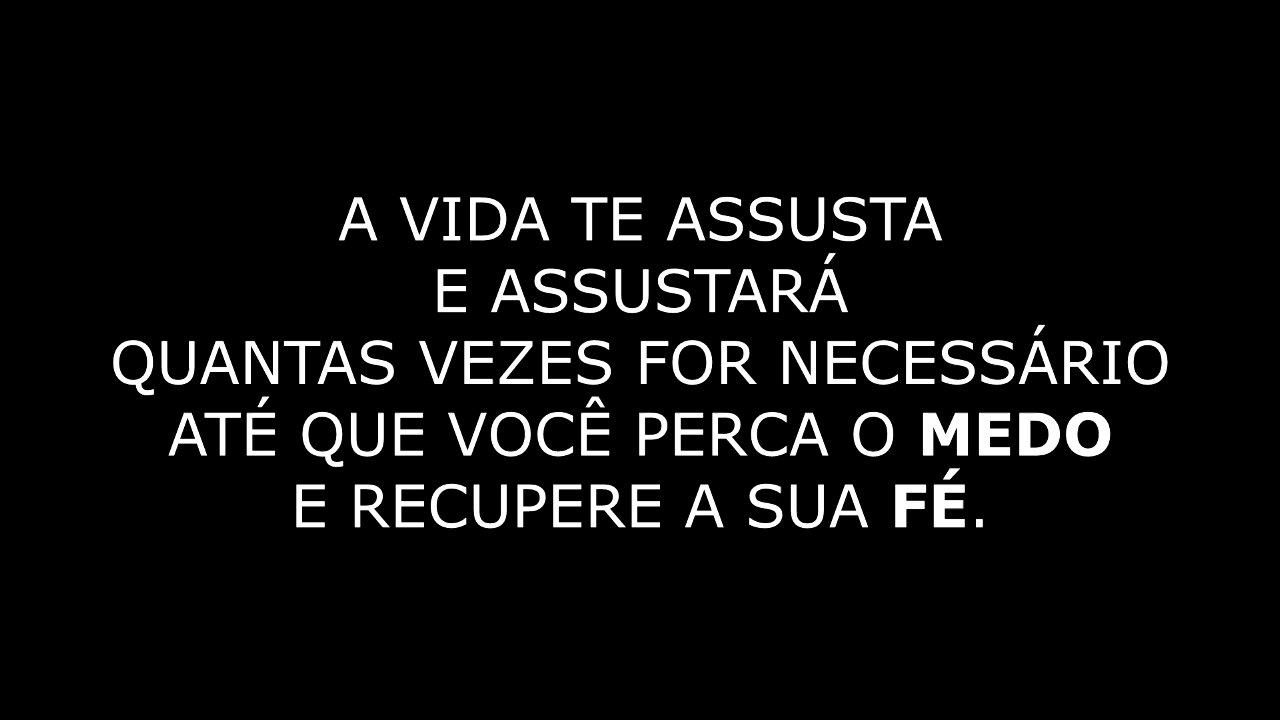 A VIDA TE ASSUSTA
E ASSUSTARÁ
QUANTAS VEZES FOR NECESSÁRIO
ATÉ QUE VOCÊ PERCA O MEDO
E RECUPERE A SUA FÉ.